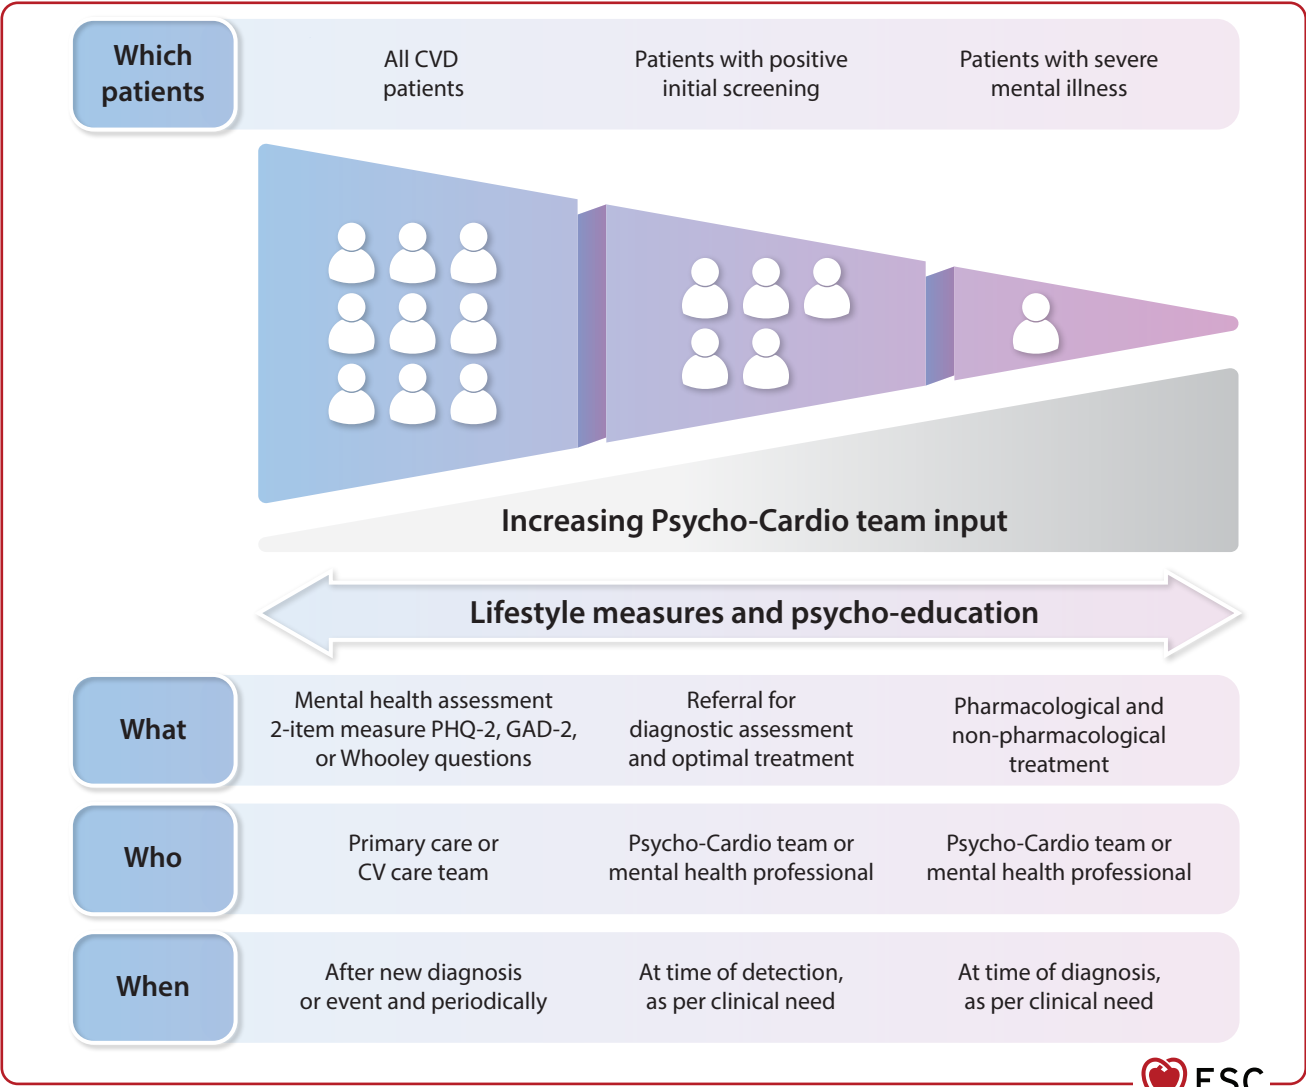 Which
patients
All CVD
patients
Patients with positive
initial screening
Patients with severe
mental illness
Increasing Psycho-Cardio team input
Lifestyle measures and psycho-education
What
Mental health assessment
2-item measure PHQ-2, GAD-2,
or Whooley questions
Referral for
diagnostic assessment
and optimal treatment
Pharmacological and
non-pharmacological
treatment
Who
Primary care or
CV care team
Psycho-Cardio team or
mental health professional
Psycho-Cardio team or
mental health professional
When
After new diagnosis
or event and periodically
At time of detection,
as per clinical need
At time of diagnosis,
as per clinical need
ESC